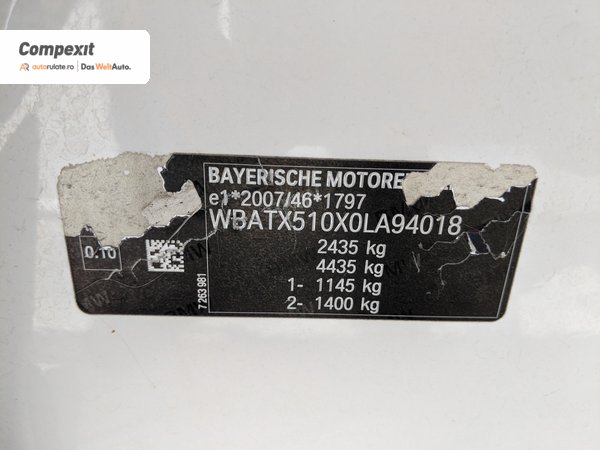 Compexit
AR autorulate.ro | Das WeltAuto.
BAYERISCHE MOTORE
e1*2007/46*1797
WBATX510X0LA94018
2435 kg
4435 kg
1- 1145 kg
2- 1400 kg
0.10
7 263 981